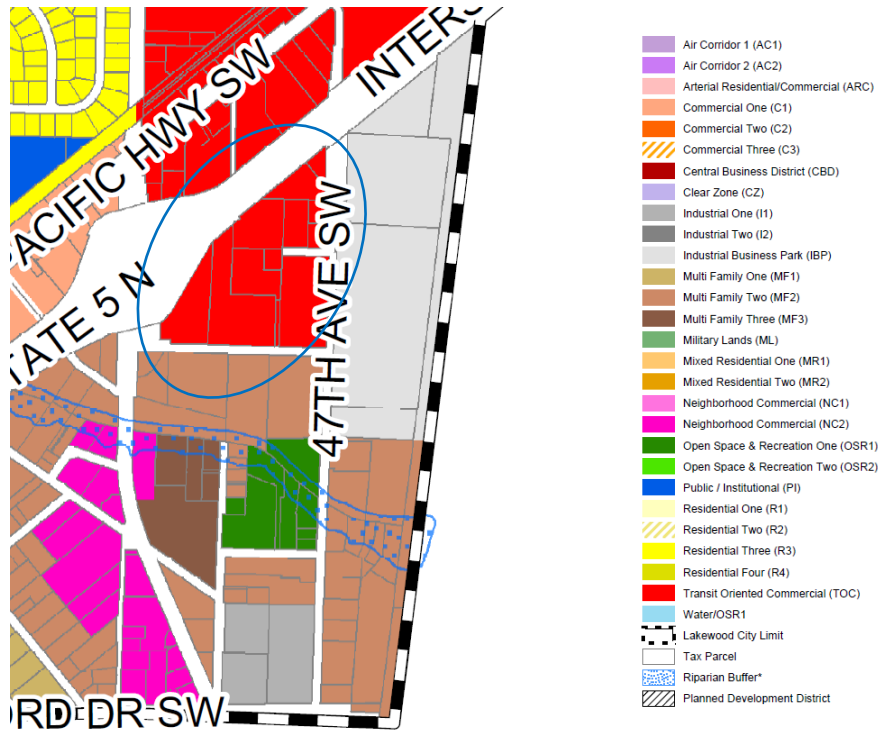 PACIFIC HWY SW
INTERS
TATE 5 N
47TH AVE SW
ORD DR SW
Air Corridor 1 (AC1)
Air Corridor 2 (AC2)
Arterial Residential/Commercial (ARC)
Commercial One (C1)
Commercial Two (C2)
Commercial Three (C3)
Central Business District (CBD)
Clear Zone (CZ)
Industrial One (I1)
Industrial Two (I2)
Industrial Business Park (IBP)
Multi Family One (MF1)
Multi Family Two (MF2)
Multi Family Three (MF3)
Military Lands (ML)
Mixed Residential One (MR1)
Mixed Residential Two (MR2)
Neighborhood Commercial (NC1)
Neighborhood Commercial (NC2)
Open Space & Recreation One (OSR1)
Open Space & Recreation Two (OSR2)
Public / Institutional (PI)
Residential One (R1)
Residential Two (R2)
Residential Three (R3)
Residential Four (R4)
Transit Oriented Commercial (TOC)
Water/OSR1
Lakewood City Limit
Tax Parcel
Riparian Buffer*
Planned Development District